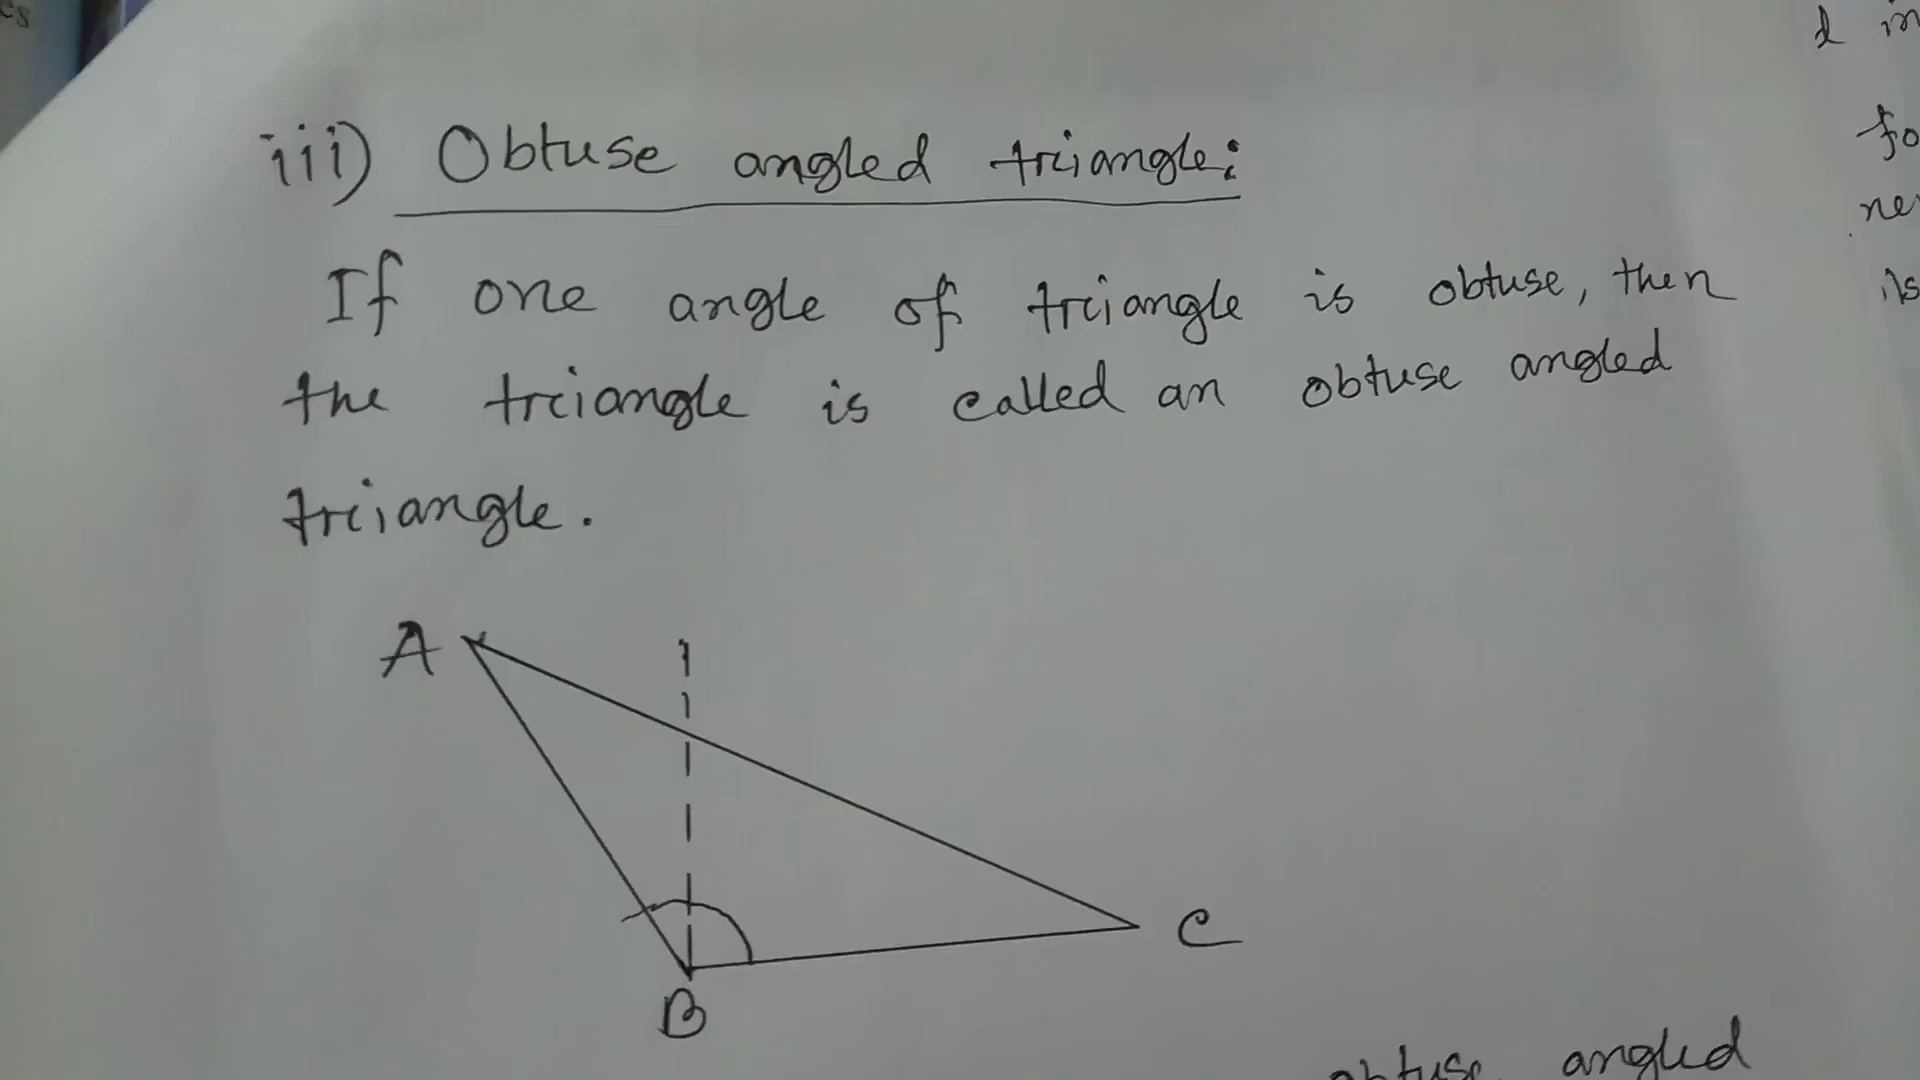 iii) Obtuse angled triangle:
If one angle of triangle is obtuse, then
the triangle is called an obtuse angled
triangle.
A
C
B
obtuse angled